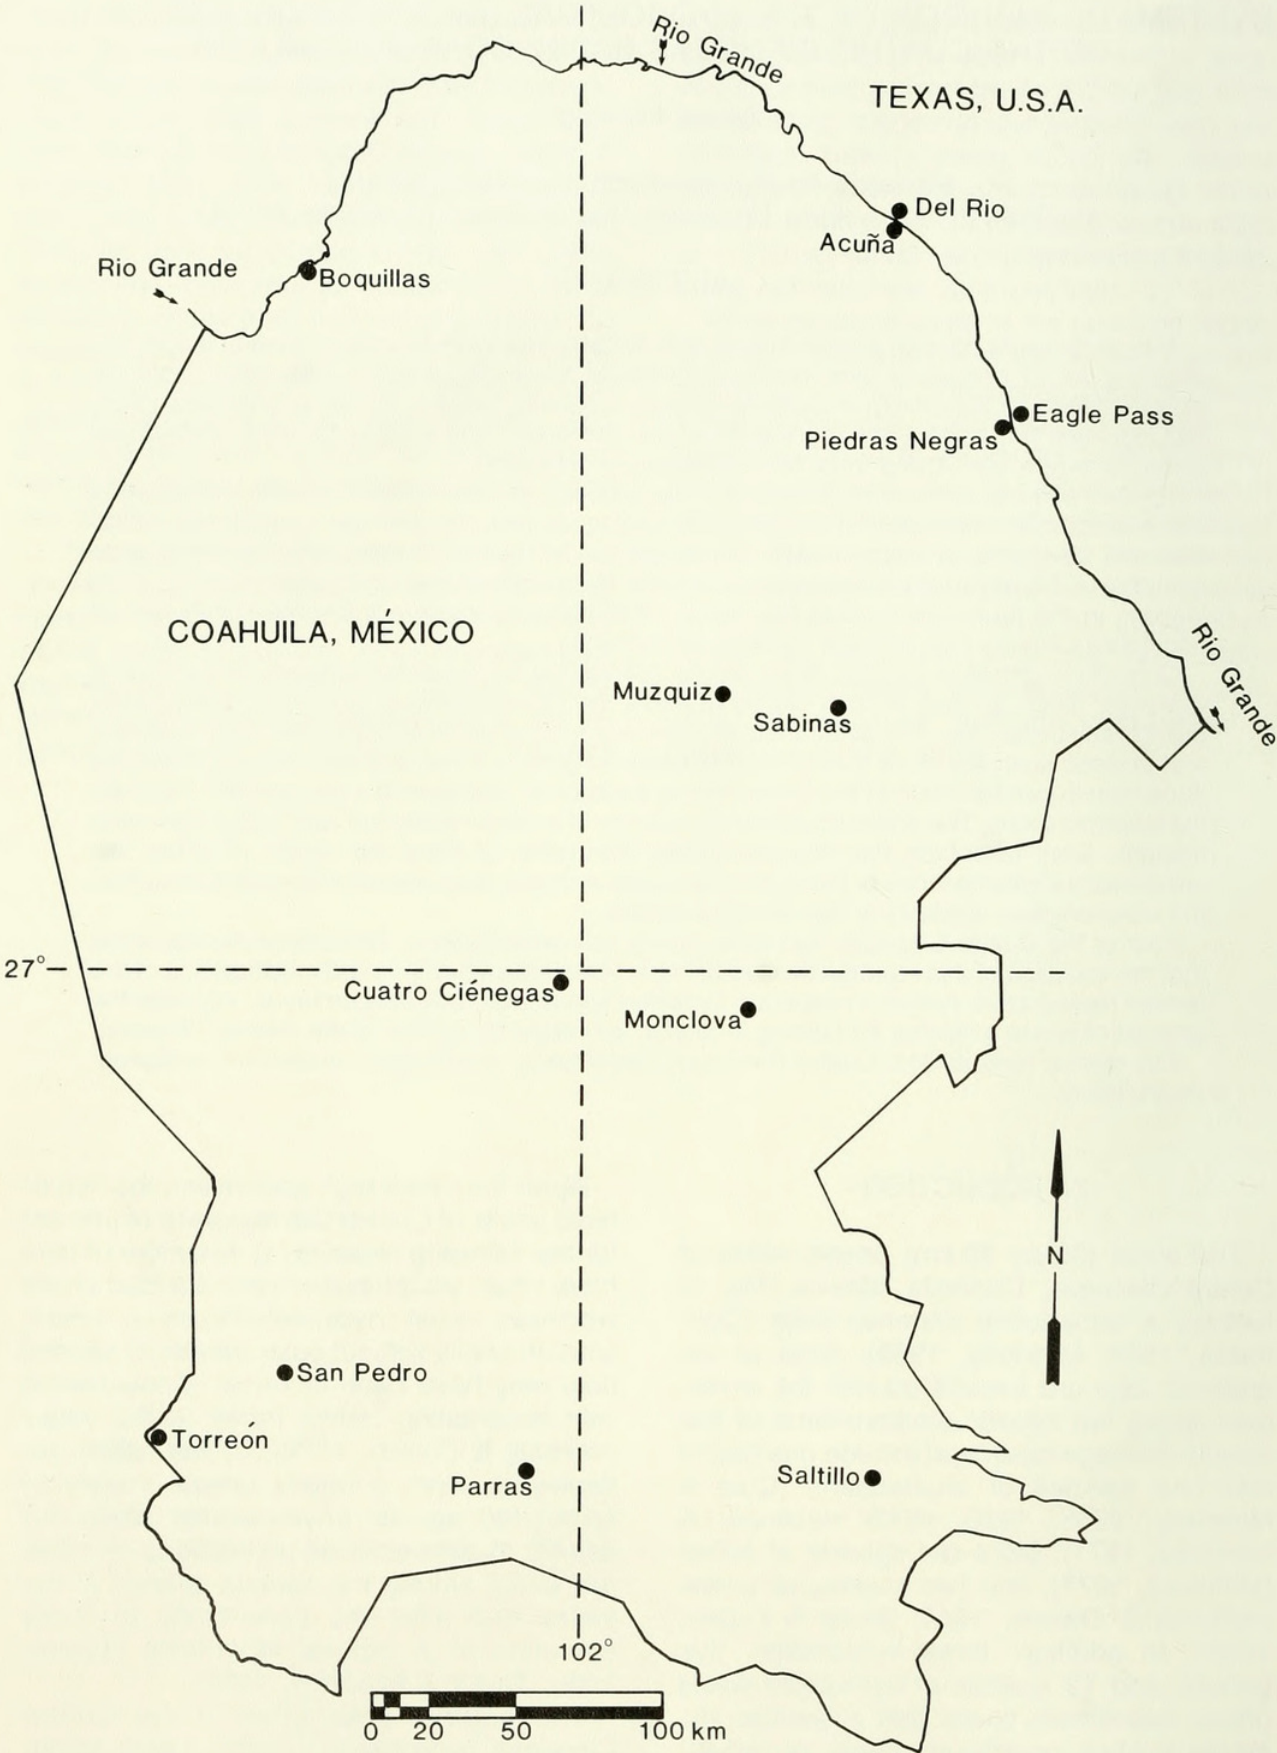 Rio Grande
TEXAS, U.S.A.
Del Rio
Acuña
Rio Grande
Boquillas
Eagle Pass
Piedras Negras
COAHUILA, MÉXICO
Rio Grande
Muzquiz
Sabinas
27°
Cuatro Ciénegas
Monclova
N
San Pedro
Torreón
Parras
Saltillo
102°
0 20 50 100 km